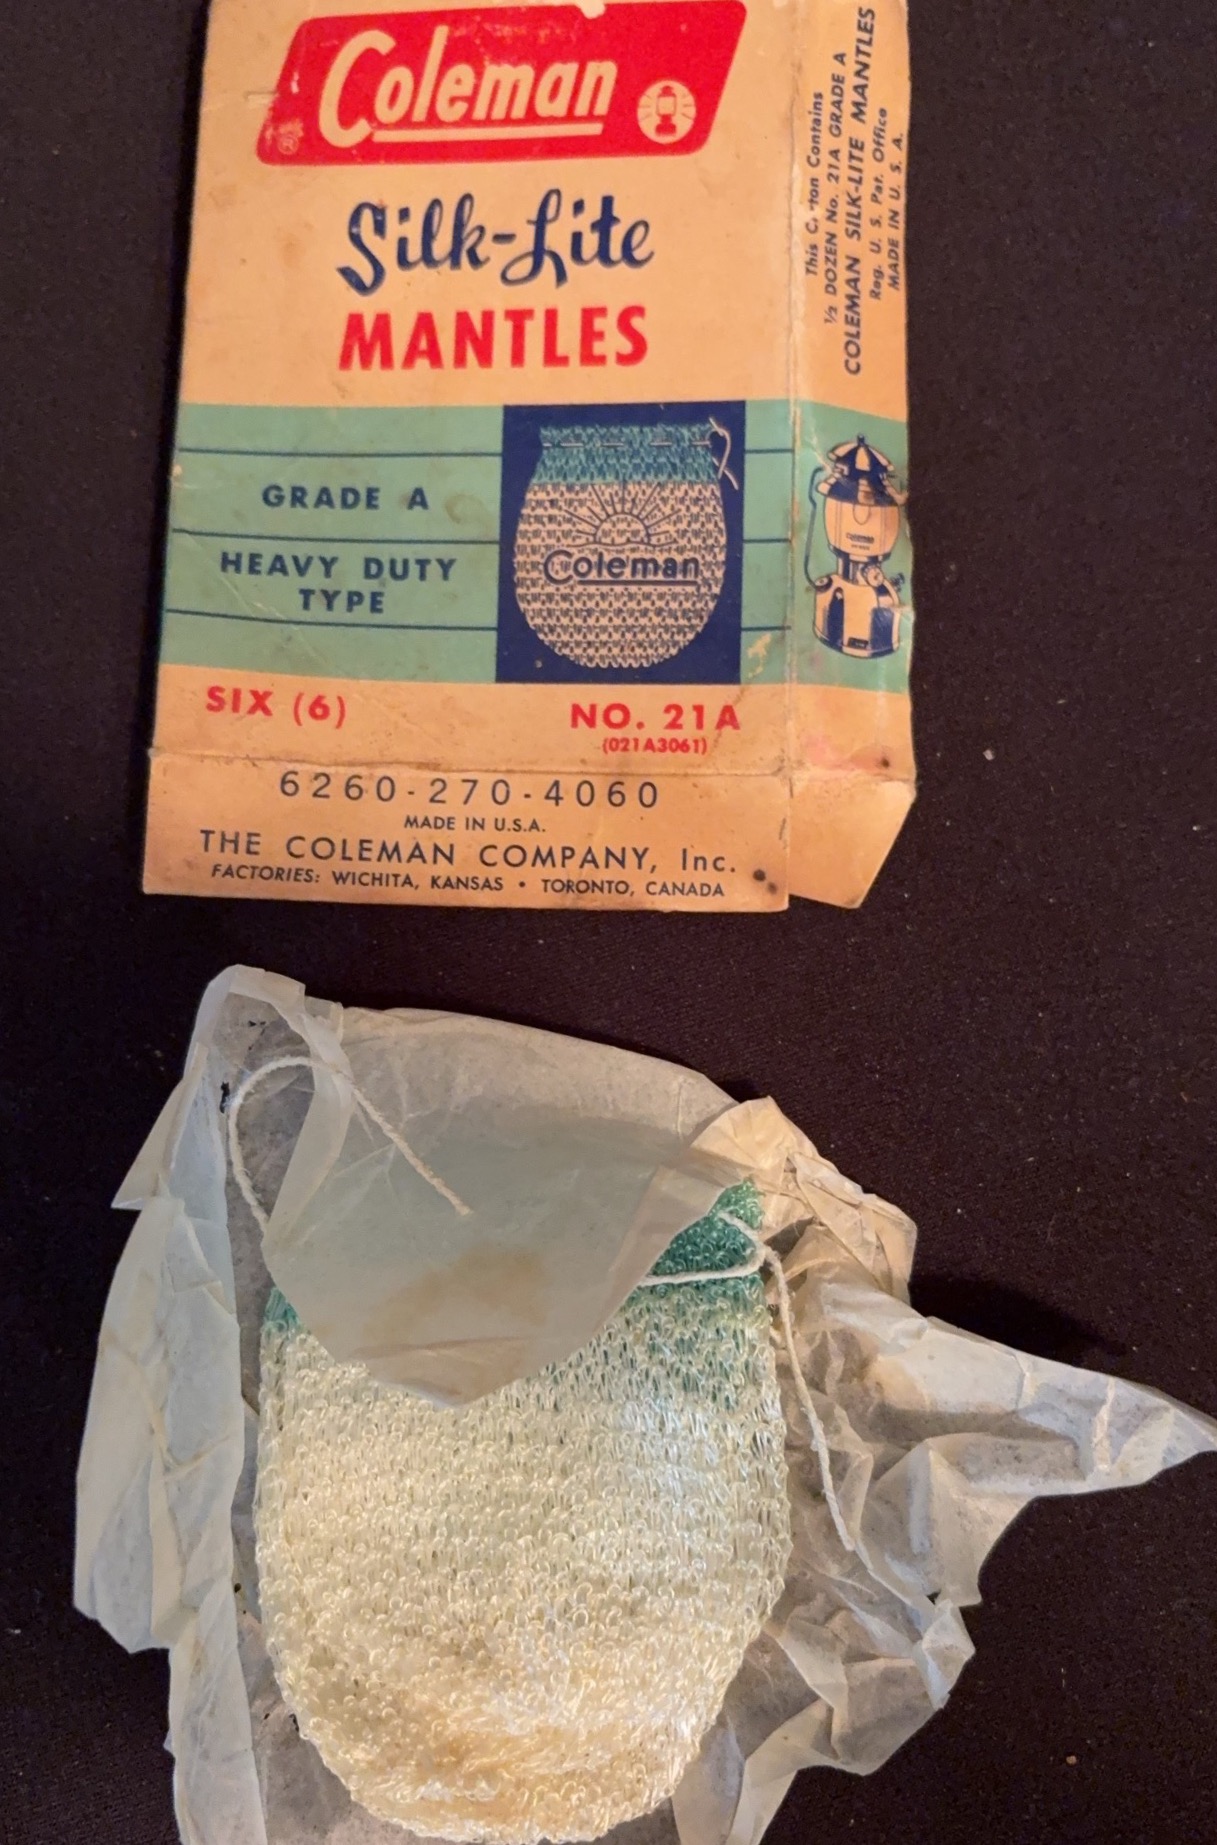 Coleman
Silk-Lite
MANTLES
GRADE A
HEAVY DUTY
TYPE
Coleman
SIX (6)
NO. 21A
(021A3061)
6260-270-4060
MADE IN U.S.A.
THE COLEMAN COMPANY, Inc.
FACTORIES: WICHITA, KANSAS • TORONTO, CANADA
This C ton Contains
½ DOZEN No. 21A GRADE A
COLEMAN SILK-LITE MANTLES
Reg. U. S. Pat. Office
MADE IN U. S. A.
Coleman